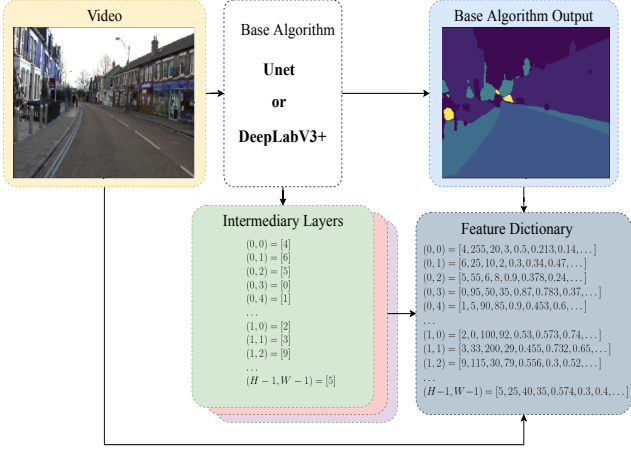 Video
Base Algorithm
Unet
or
DeepLabV3+
Base Algorithm Output
Intermediary Layers
(0, 0) = [4]
(0, 1) = [6]
(0, 2) = [5]
(0, 3) = [0]
(0, 4) = [1]
...
(1, 0) = [2]
(1, 1) = [3]
(1, 2) = [9]
...
(H − 1, W − 1) = [5]
Feature Dictionary
(0, 0) = [4, 255, 20, 3, 0.5, 0.213, 0.14, ...]
(0, 1) = [6, 25, 10, 2, 0.3, 0.34, 0.47, ...]
(0, 2) = [5, 55, 6, 8, 0.9, 0.378, 0.24, ...]
(0, 3) = [0, 95, 50, 35, 0.87, 0.783, 0.37, ...]
(0, 4) = [1, 5, 90, 85, 0.9, 0.453, 0.6, ...]
...
(1, 0) = [2, 0, 100, 92, 0.53, 0.573, 0.74, ...]
(1, 1) = [3, 33, 200, 29, 0.455, 0.732, 0.65, ...]
(1, 2) = [9, 115, 30, 79, 0.556, 0.3, 0.52, ...]
...
(H−1, W−1) = [5, 25, 40, 35, 0.574, 0.3, 0.4, ...]